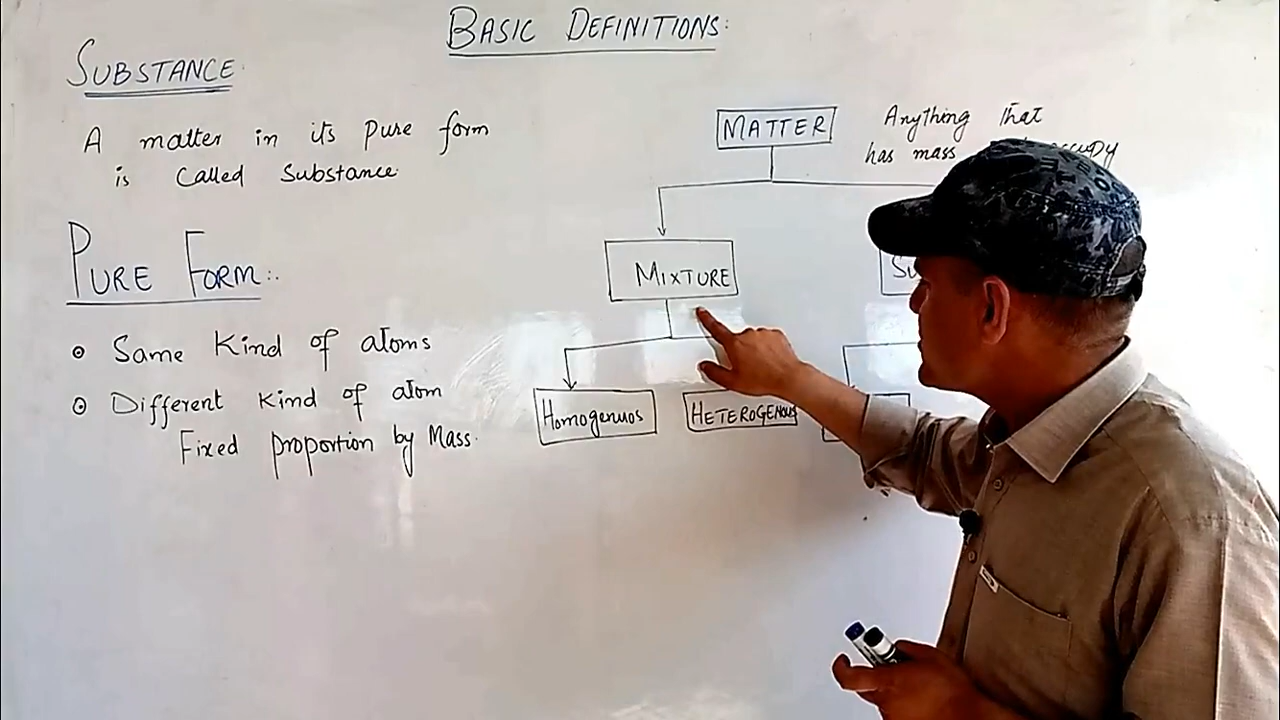 BASIC DEFINITIONS:
SUBSTANCE
A matter in its pure form
is Called Substance.
PURE FORM:.
Same Kind of atoms
Different kind of atom
Fixed proportion by Mass.
MATTER
Anything that
has mass
MIXTURE
Homogenuos
HETEROGENOUS